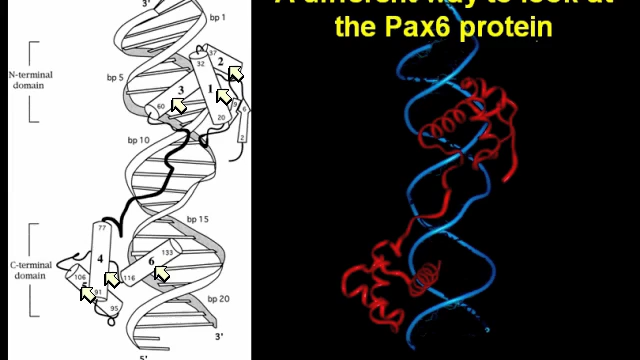 A different way to look at
the Pax6 protein
3'
bp 1
N-terminal
domain
bp 5
37
2
32
1
3
60
20
9
6
2
bp 10
bp 15
C-terminal
domain
77
4
133
6
106
116
91
95
bp 20
3'
5'